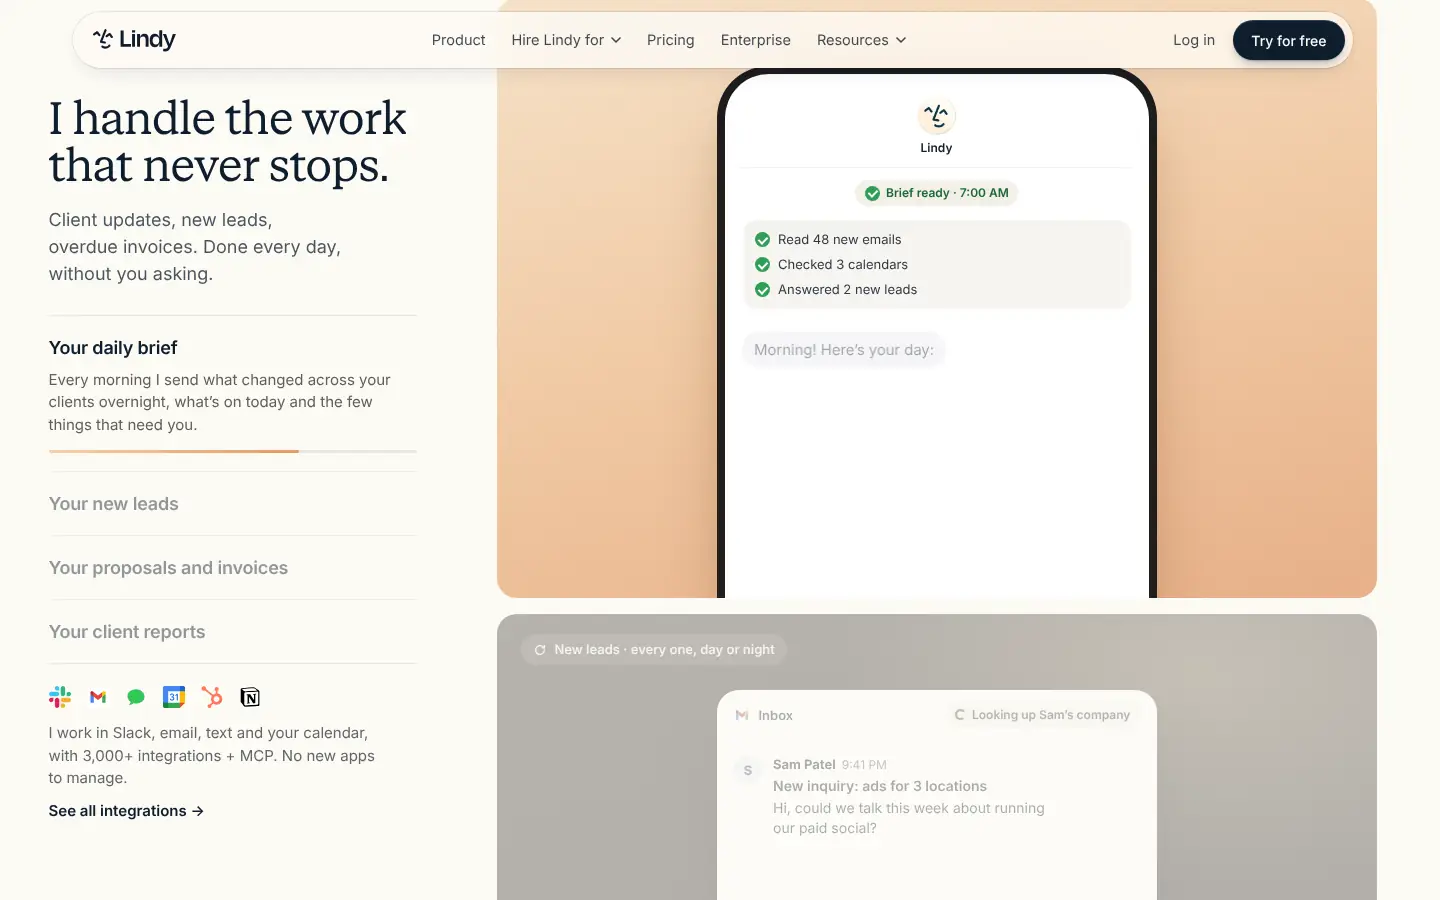 Lindy
Product
Hire Lindy for
Pricing
Enterprise
Resources
Log in
Try for free
I handle the work
that never stops.
Client updates, new leads,
overdue invoices. Done every day,
without you asking.
Your daily brief
Every morning I send what changed across your
clients overnight, what's on today and the few
things that need you.
Your new leads
Your proposals and invoices
Your client reports
31
N
I work in Slack, email, text and your calendar,
with 3,000+ integrations + MCP. No new apps
to manage.
See all integrations →
Lindy
Brief ready · 7:00 AM
Read 48 new emails
Checked 3 calendars
Answered 2 new leads
Morning! Here's your day:
New leads · every one, day or night
Inbox
Looking up Sam's company
S
Sam Patel 9:41 PM
New inquiry: ads for 3 locations
Hi, could we talk this week about running
our paid social?